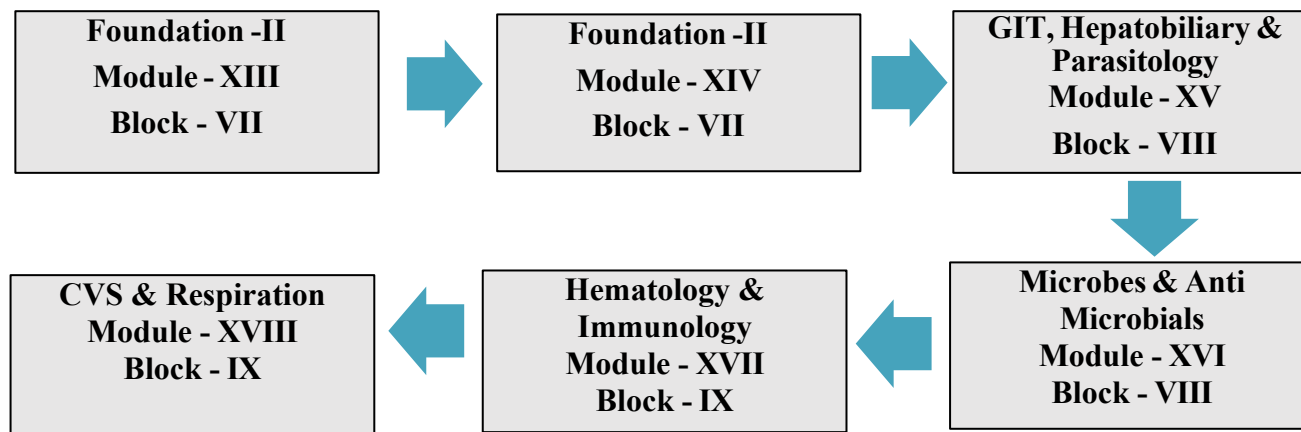 Foundation -II
Module - XIII
Block - VII
Foundation -II
Module - XIV
Block - VII
GIT, Hepatobiliary &
Parasitology
Module - XV
Block - VIII
Microbes & Anti
Microbials
Module - XVI
Block - VIII
Hematology &
Immunology
Module - XVII
Block - IX
CVS & Respiration
Module - XVIII
Block - IX